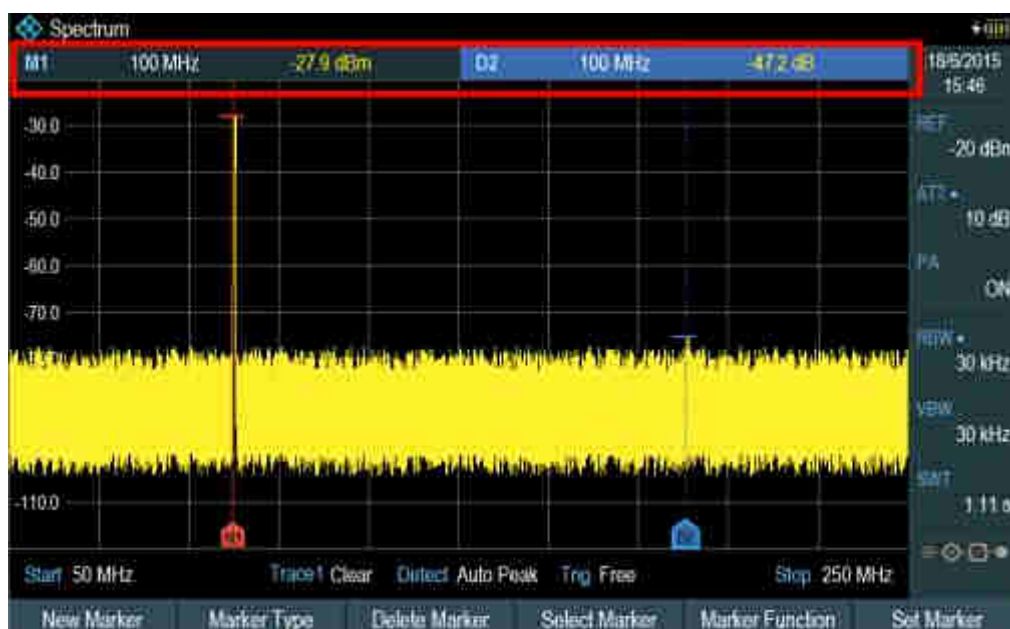 Spectrum
M1 100 MHz -27.9 dBm D2 100 MHz -47.2 dB
18/6/2015
15:46
REF
-20 dBm
-30.0
-40.0
ATT
10 dB
-50.0
PA
ON
-60.0
-70.0
RBW
30 kHz
VBW
30 kHz
SWT
1.11 s
-110.0
M1 D2
Start 50 MHz Trace1 Clear Detect Auto Peak Trig Free Stop 250 MHz
New Marker Marker Type Delete Marker Select Marker Marker Function Set Marker